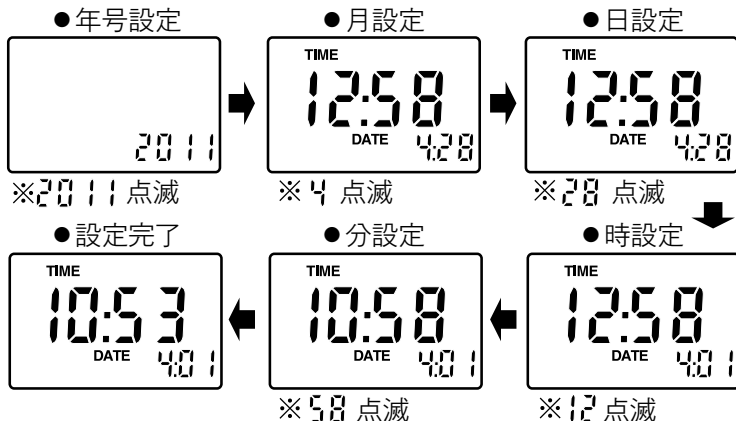 ●年号設定
2011
※2011 点滅
●月設定
TIME
12:58
DATE 4.28
※4 点滅
●日設定
TIME
12:58
DATE 4.28
※28 点滅
●時設定
TIME
12:58
DATE 4.01
※12 点滅
●分設定
TIME
10:58
DATE 4.01
※58 点滅
●設定完了
TIME
10:53
DATE 4.01